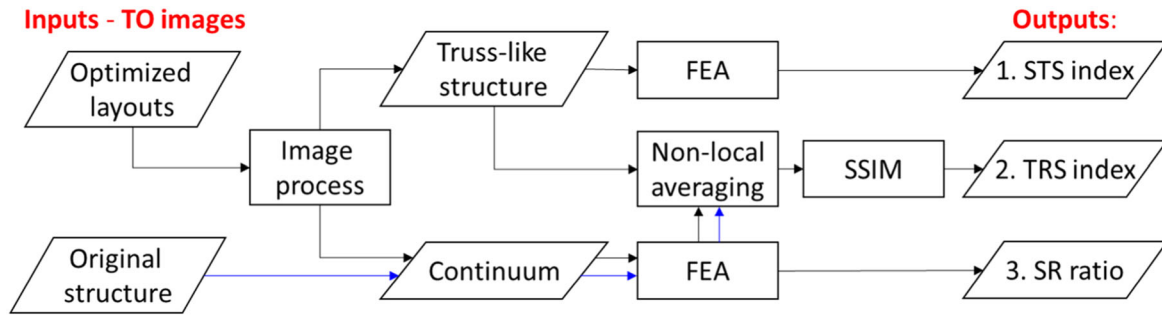 Inputs - TO images
Outputs:
Optimized
layouts
Truss-like
structure
FEA
1. STS index
Image
process
Non-local
averaging
SSIM
2. TRS index
Original
structure
Continuum
FEA
3. SR ratio